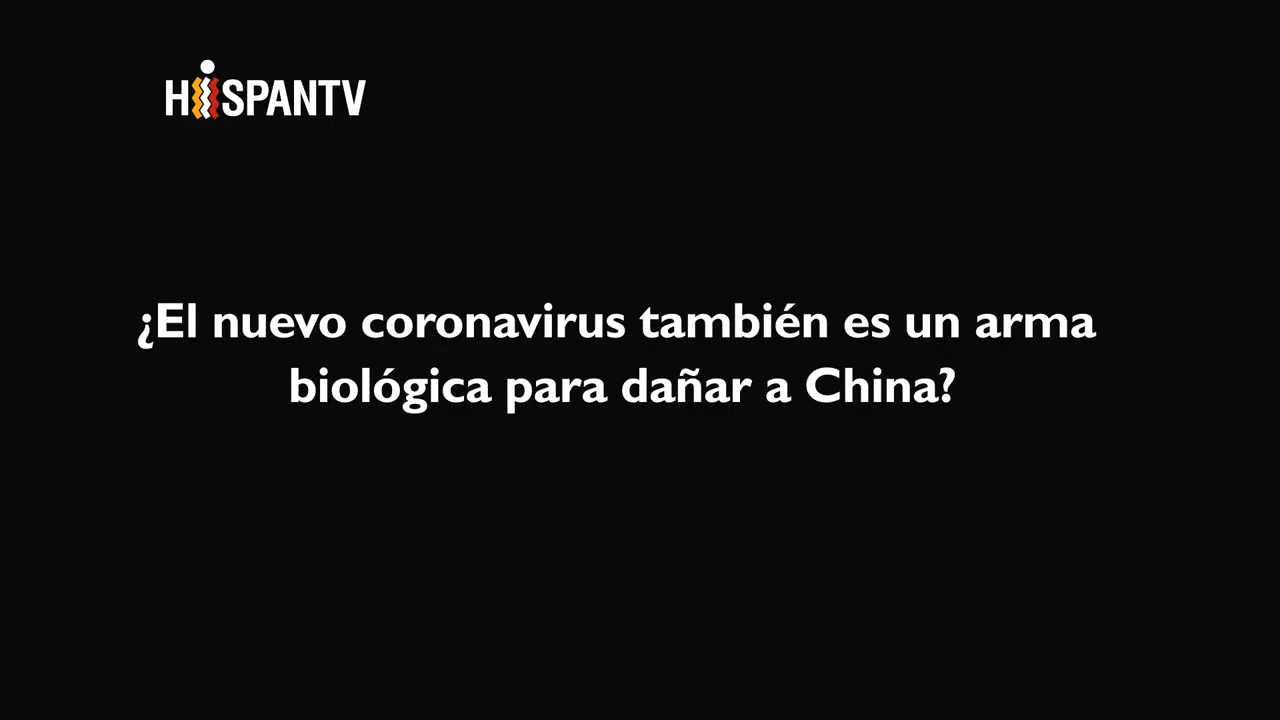 HISPANTV
¿El nuevo coronavirus también es un arma
biológica para dañar a China?